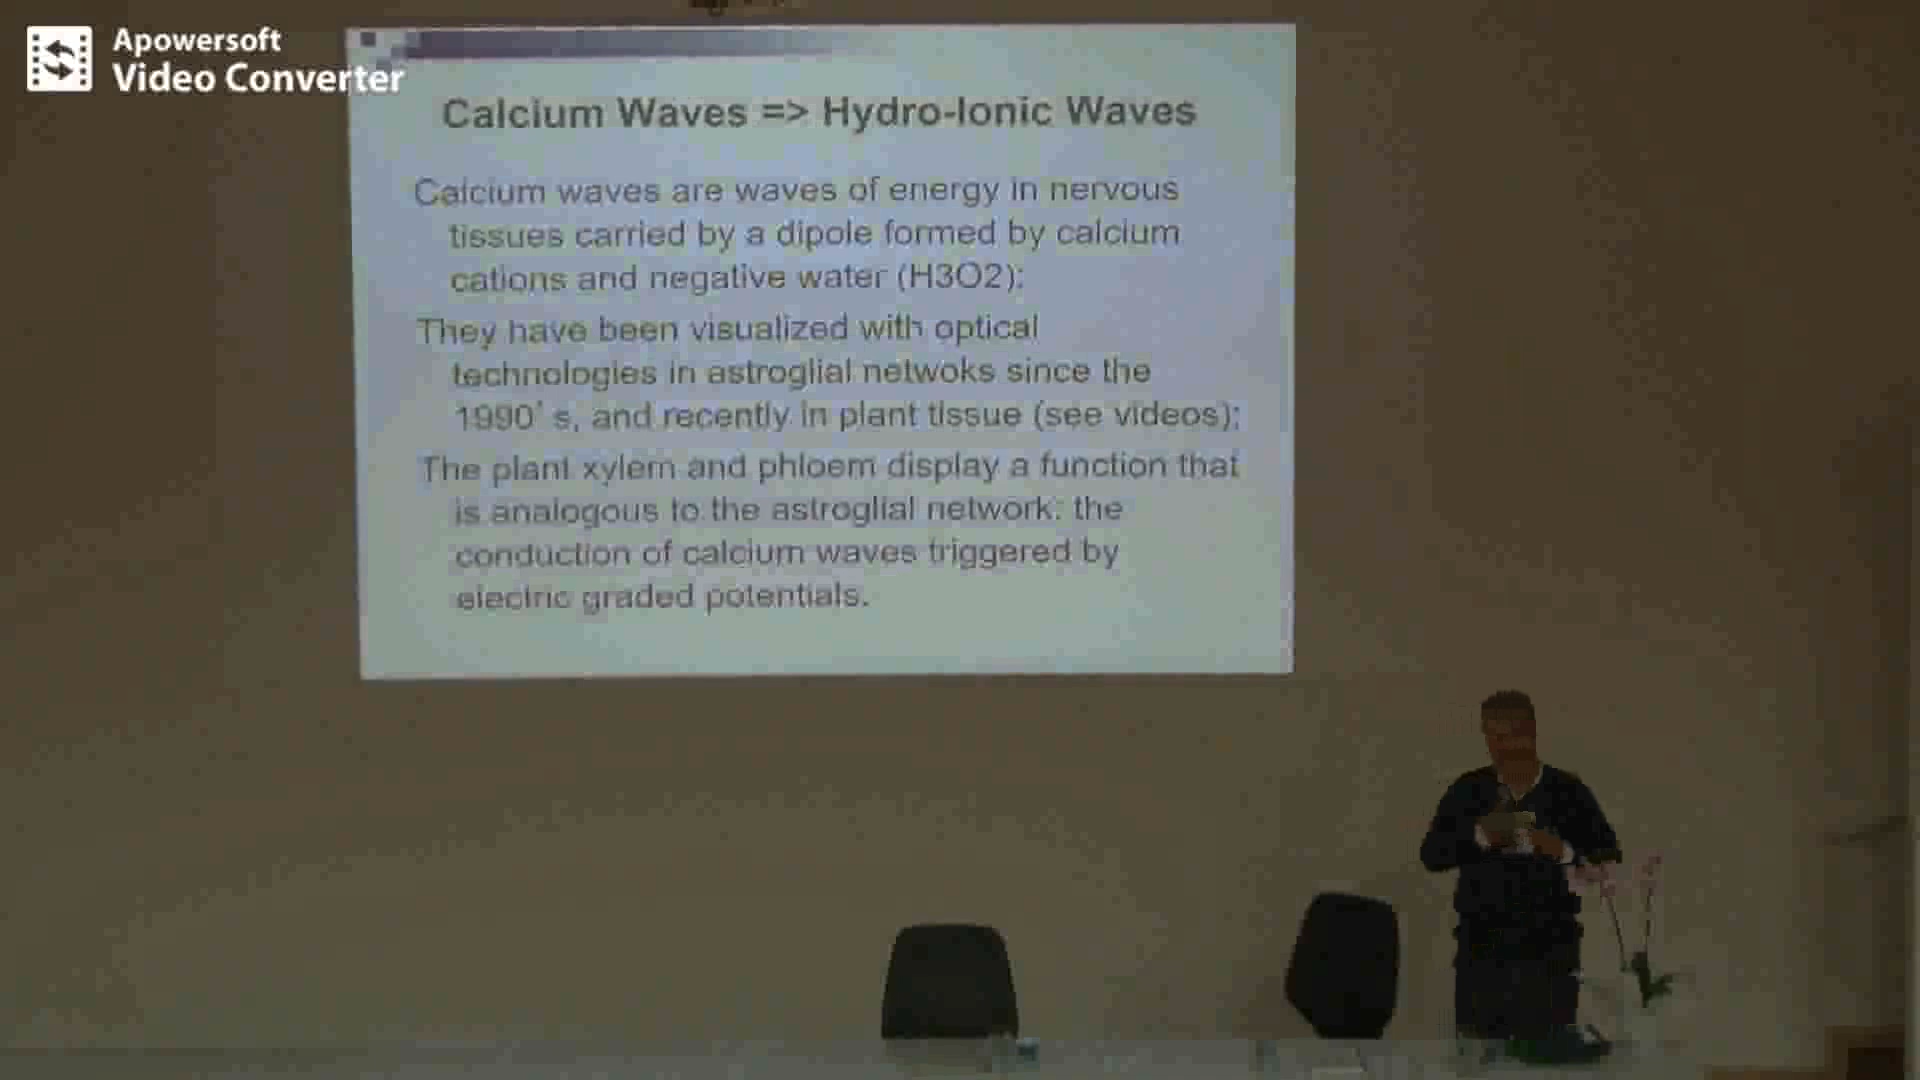 Apowersoft
Video Converter
Calcium Waves => Hydro-Ionic Waves
Calcium waves are waves of energy in nervous
tissues carried by a dipole formed by calcium
cations and negative water (H3O2);
They have been visualized with optical
technologies in astroglial netwoks since the
1990' s, and recently in plant tissue (see videos);
The plant xylem and phloem display a function that
is analogous to the astroglial network: the
conduction of calcium waves triggered by
electric graded potentials.